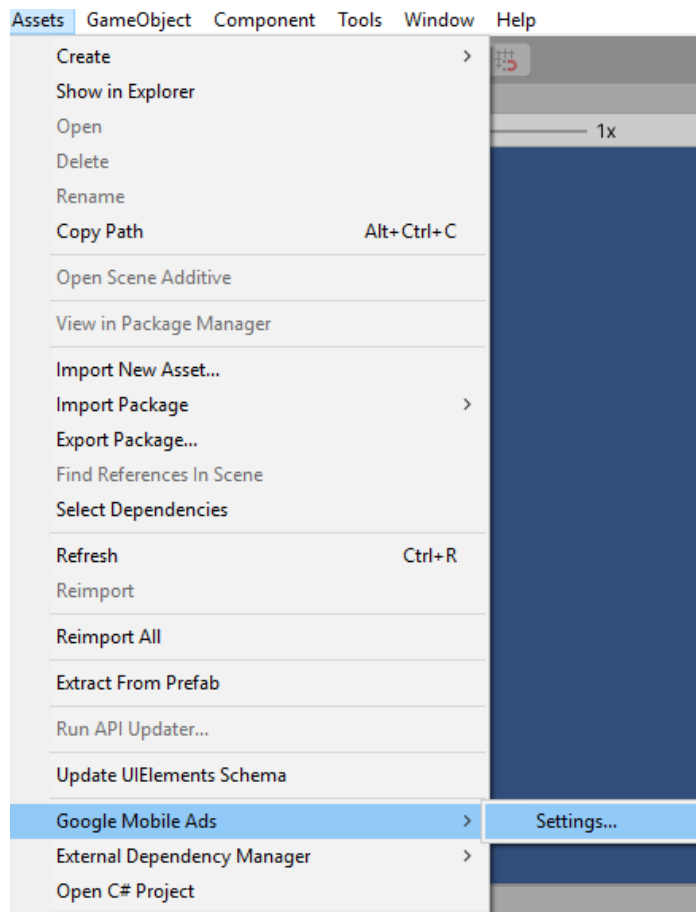 Assets GameObject Component Tools Window Help
Create >
Show in Explorer
1x
Open
Delete
Rename
Copy Path Alt+Ctrl+C
Open Scene Additive
View in Package Manager
Import New Asset...
Import Package >
Export Package...
Find References In Scene
Select Dependencies
Refresh Ctrl+R
Reimport
Reimport All
Extract From Prefab
Run API Updater...
Update UIElements Schema
Google Mobile Ads > Settings...
External Dependency Manager >
Open C# Project